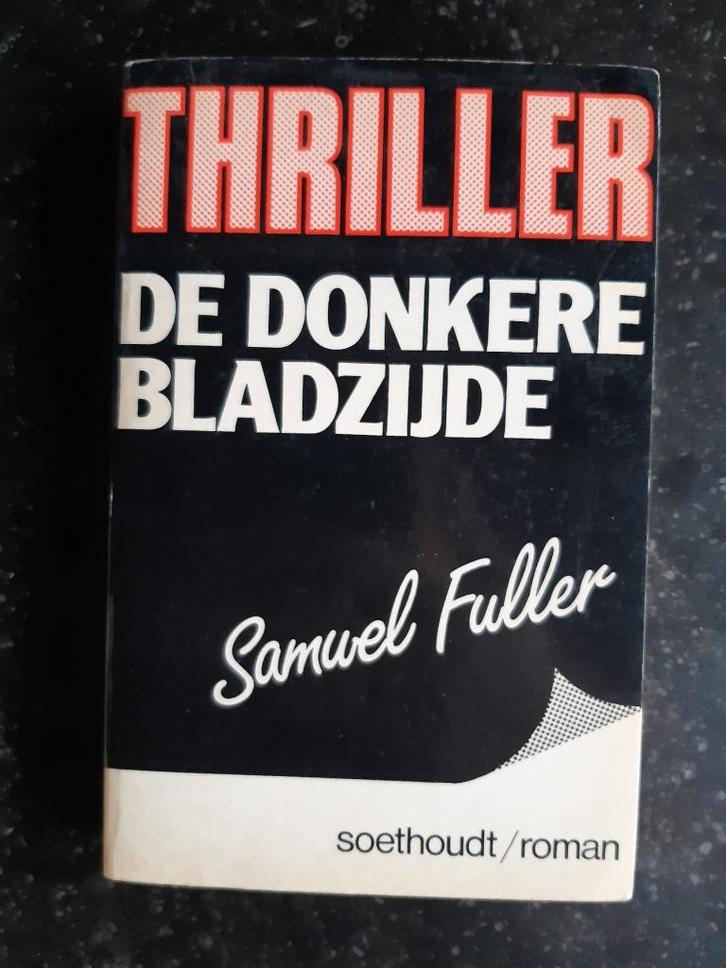 THRILLER
DE DONKERE
BLADZIJDE
Samuel Fuller
soethoudt/roman